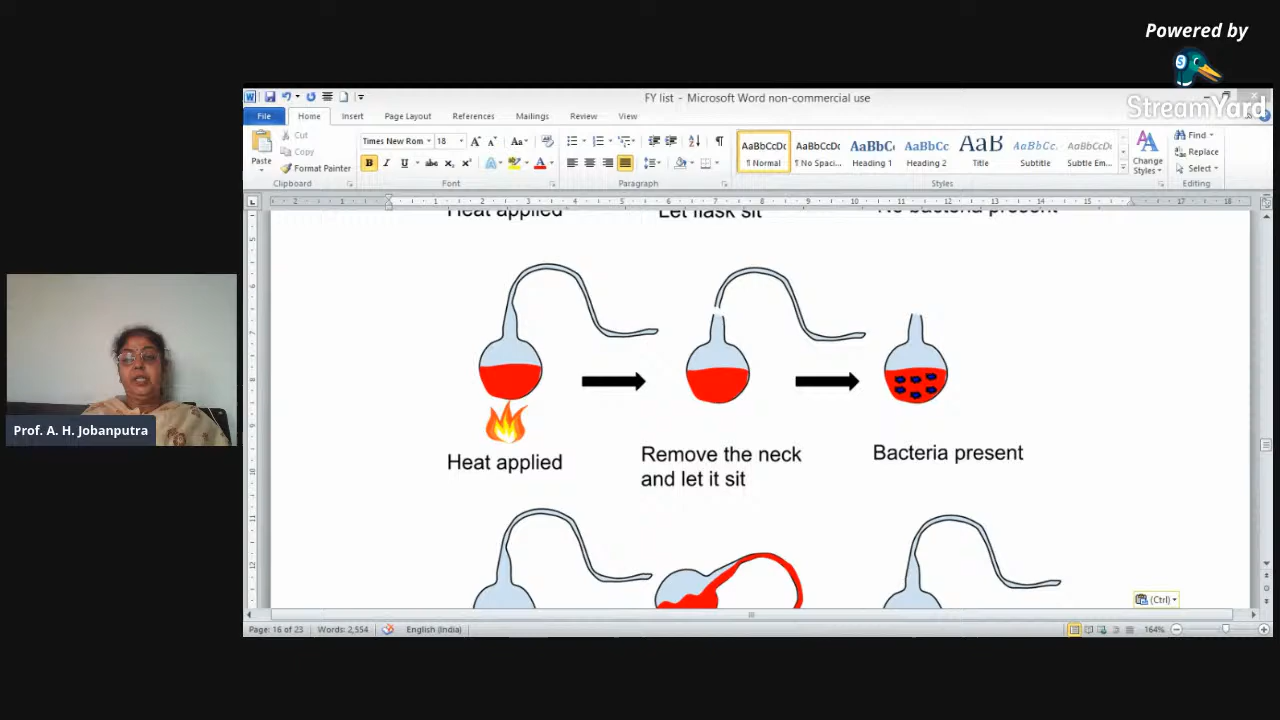 Powered by
StreamYard
FY list - Microsoft Word non-commercial use
File
Home
Insert
Page Layout
References
Mailings
Review
View
Paste
Cut
Copy
Format Painter
Clipboard
Times New Rom
18
Font
Paragraph
AaBbCcDc
¶ Normal
AaBbCcDc
¶ No Spaci...
AaBbC
Heading 1
AaBbCc
Heading 2
AaB
Title
AaBbCc.
Subtitle
AaBbCcDc
Subtle Em...
Change
Styles
Styles
Find
Replace
Select
Editing
Heat applied
Let flask sit
No bacteria present
Heat applied
Remove the neck
and let it sit
Bacteria present
(Ctrl)
Prof. A. H. Jobanputra
Page: 16 of 23
Words: 2,554
English (India)
164%